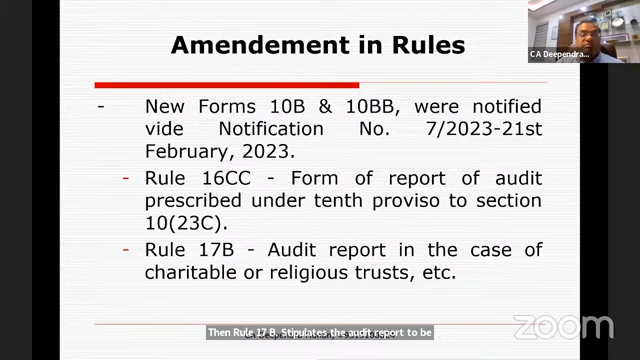 Amendement in Rules
CA Deependra...
- New Forms 10B & 10BB, were notified
vide Notification No. 7/2023-21st
February, 2023.
- Rule 16CC - Form of report of audit
prescribed under tenth proviso to section
10(23C).
- Rule 17B - Audit report in the case of
charitable or religious trusts, etc.
Then Rule 17 B. Stipulates the audit report to be
zoom